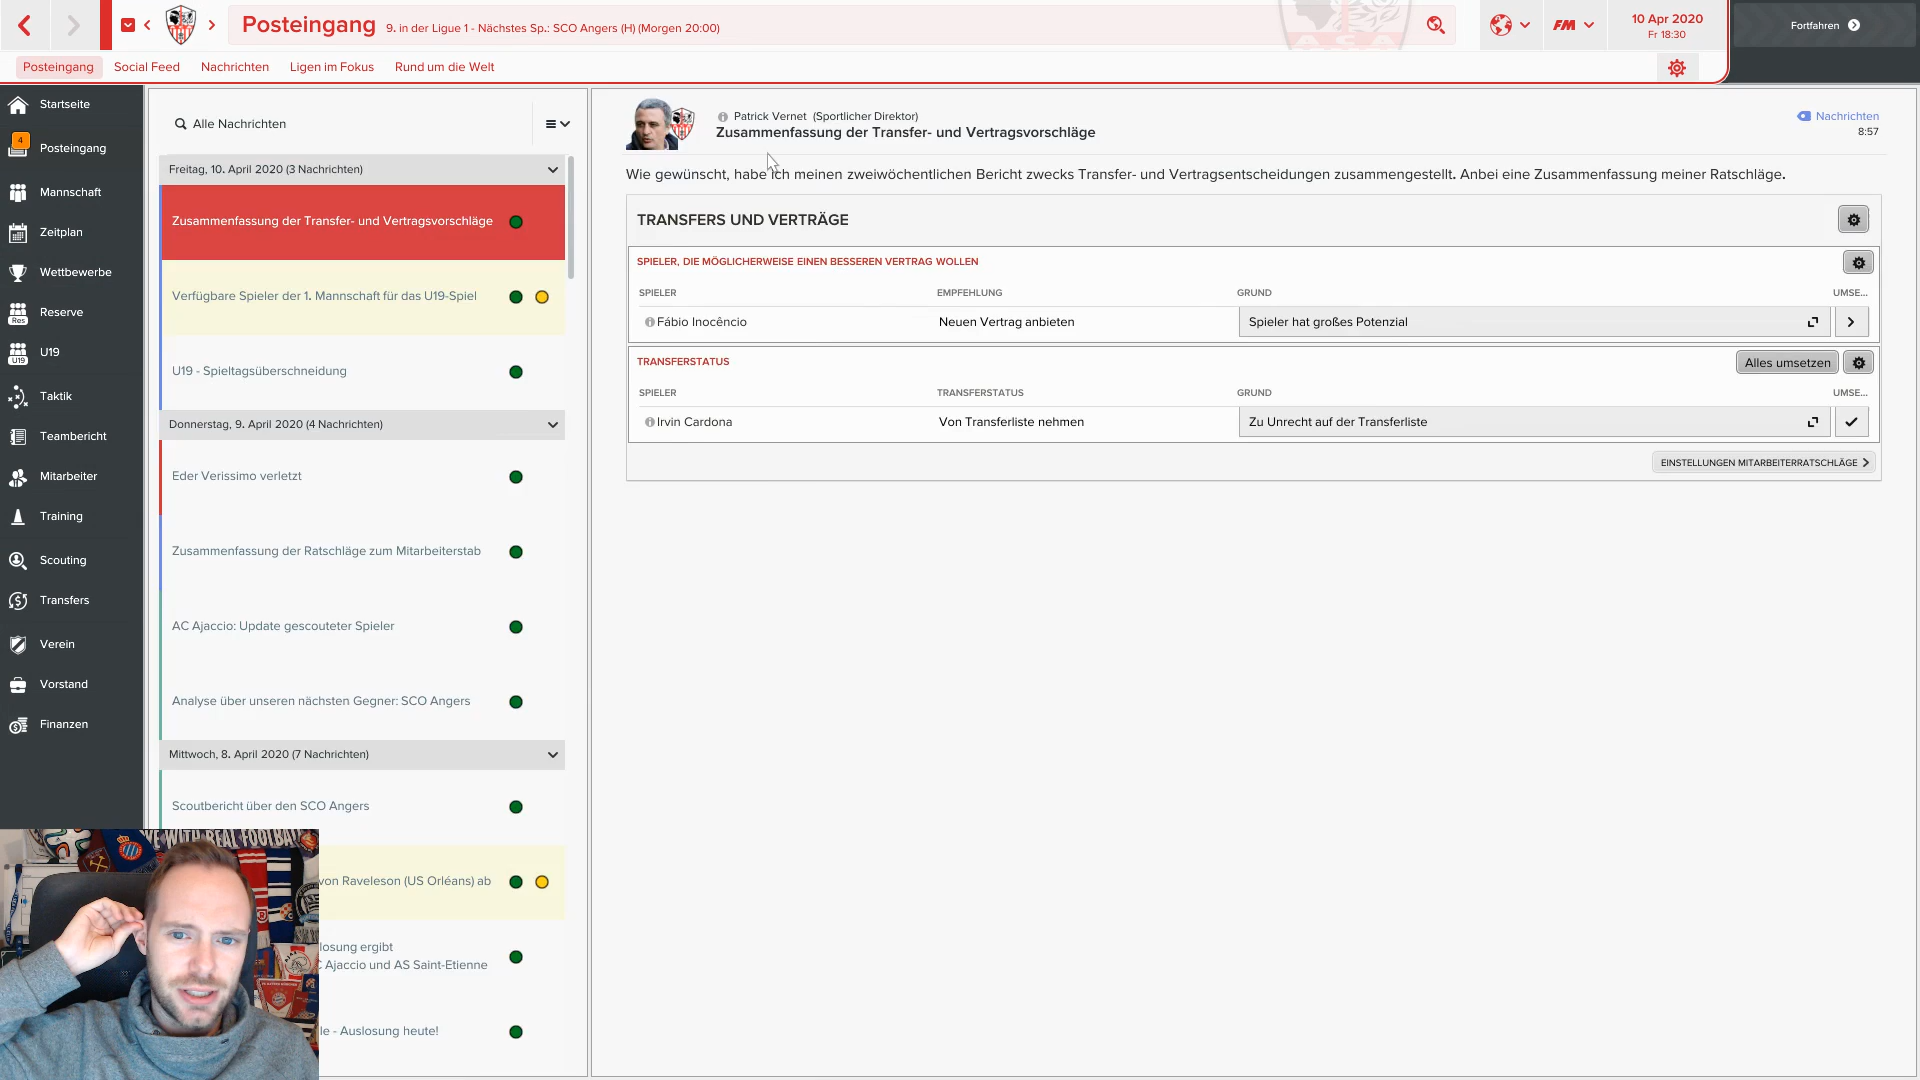 Posteingang
9. in der Ligue 1 - Nächstes Sp.: SCO Angers (H) (Morgen 20:00)
FM
10 Apr 2020
Fr 18:30
Fortfahren
Posteingang
Social Feed
Nachrichten
Ligen im Fokus
Rund um die Welt
Startseite
4
Posteingang
Mannschaft
Zeitplan
Wettbewerbe
Res
Reserve
U19
U19
Taktik
Teambericht
Mitarbeiter
Training
Scouting
Transfers
Verein
Vorstand
Finanzen
Alle Nachrichten
Freitag, 10. April 2020 (3 Nachrichten)
Zusammenfassung der Transfer- und Vertragsvorschläge
Verfügbare Spieler der 1. Mannschaft für das U19-Spiel
U19 - Spieltagsüberschneidung
Donnerstag, 9. April 2020 (4 Nachrichten)
Eder Verissimo verletzt
Zusammenfassung der Ratschläge zum Mitarbeiterstab
AC Ajaccio: Update gescouteter Spieler
Analyse über unseren nächsten Gegner: SCO Angers
Mittwoch, 8. April 2020 (7 Nachrichten)
Scoutbericht über den SCO Angers
von Raveleson (US Orléans) ab
losung ergibt
Ajaccio und AS Saint-Etienne
le - Auslosung heute!
Patrick Vernet (Sportlicher Direktor)
Zusammenfassung der Transfer- und Vertragsvorschläge
Nachrichten
8:57
Wie gewünscht, habe ich meinen zweiwöchentlichen Bericht zwecks Transfer- und Vertragsentscheidungen zusammengestellt. Anbei eine Zusammenfassung meiner Ratschläge.
TRANSFERS UND VERTRÄGE
SPIELER, DIE MÖGLICHERWEISE EINEN BESSEREN VERTRAG WOLLEN
SPIELER EMPFEHLUNG GRUND UMSE...
Fábio Inocêncio Neuen Vertrag anbieten Spieler hat großes Potenzial
TRANSFERSTATUS
Alles umsetzen
SPIELER TRANSFERSTATUS GRUND UMSE...
Irvin Cardona Von Transferliste nehmen Zu Unrecht auf der Transferliste
EINSTELLUNGEN MITARBEITERRATSCHLÄGE
VE WITH REAL FOOTBALL